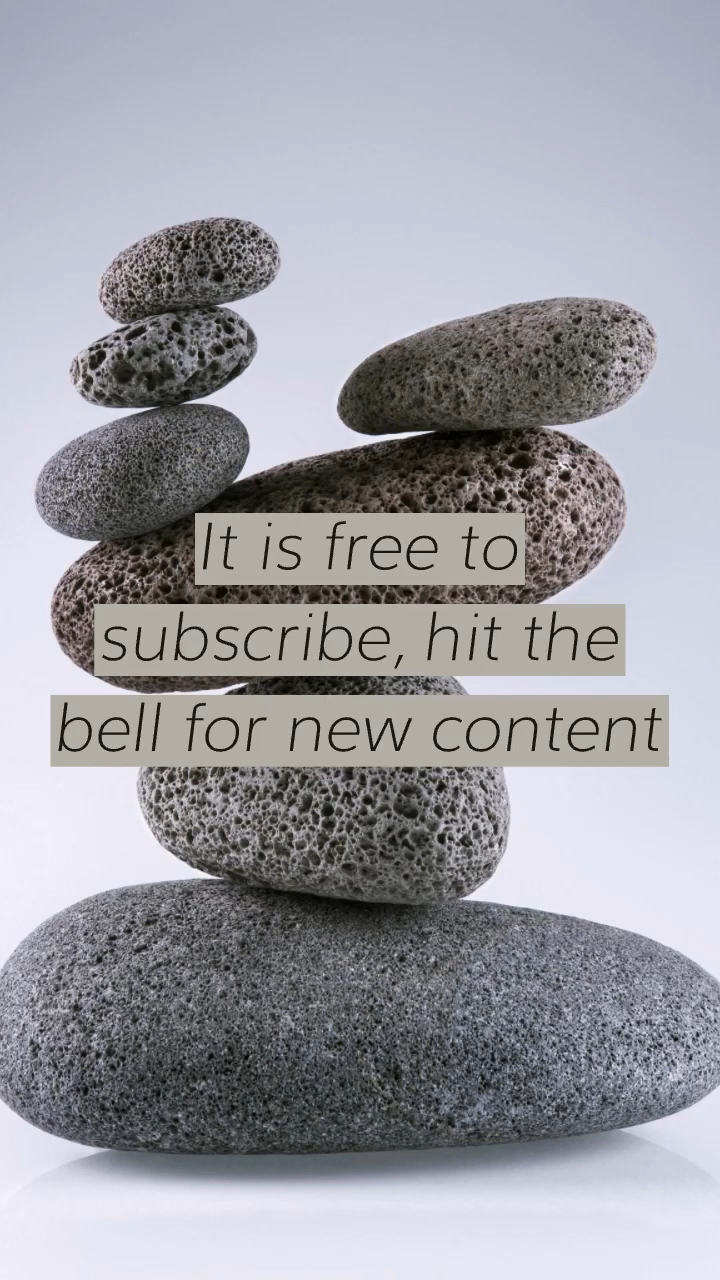 It is free to
subscribe, hit the
bell for new content